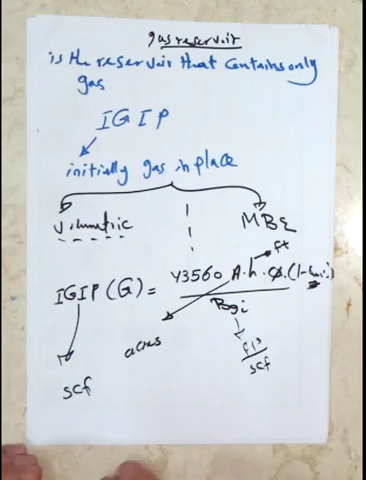 gas reservoir
is the reservoir that contains only
gas
IGIP
initially gas in place
volumetric
MBE
ft
IGIP (G) = 43560 A.h.Ø.(1-Swi)
Bgi
acres
ft³
scf
scf